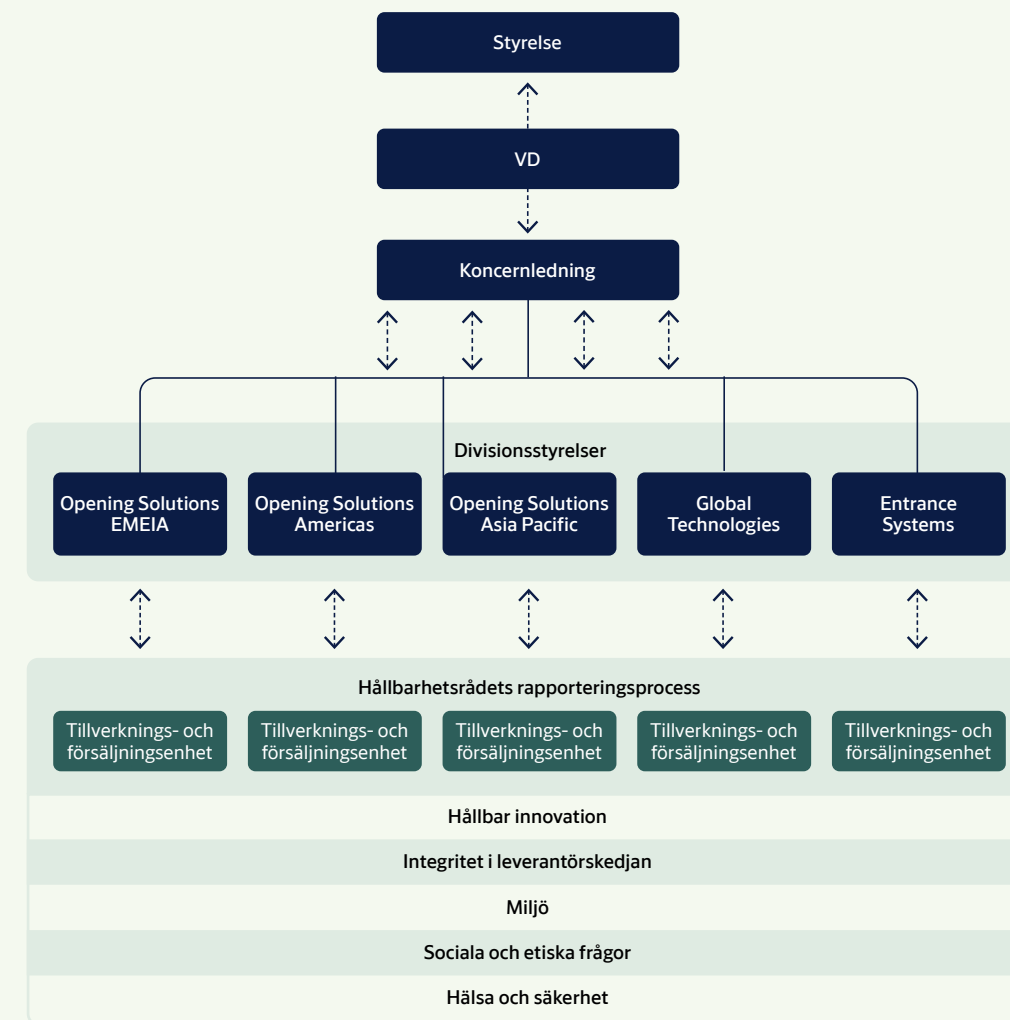 Styrelse
VD
Koncernledning
Divisionsstyrelser
Opening Solutions
EMEIA
Opening Solutions
Americas
Opening Solutions
Asia Pacific
Global
Technologies
Entrance
Systems
Hållbarhetsrådets rapporteringsprocess
Tillverknings- och
försäljningsenhet
Tillverknings- och
försäljningsenhet
Tillverknings- och
försäljningsenhet
Tillverknings- och
försäljningsenhet
Tillverknings- och
försäljningsenhet
Hållbar innovation
Integritet i leverantörskedjan
Miljö
Sociala och etiska frågor
Hälsa och säkerhet